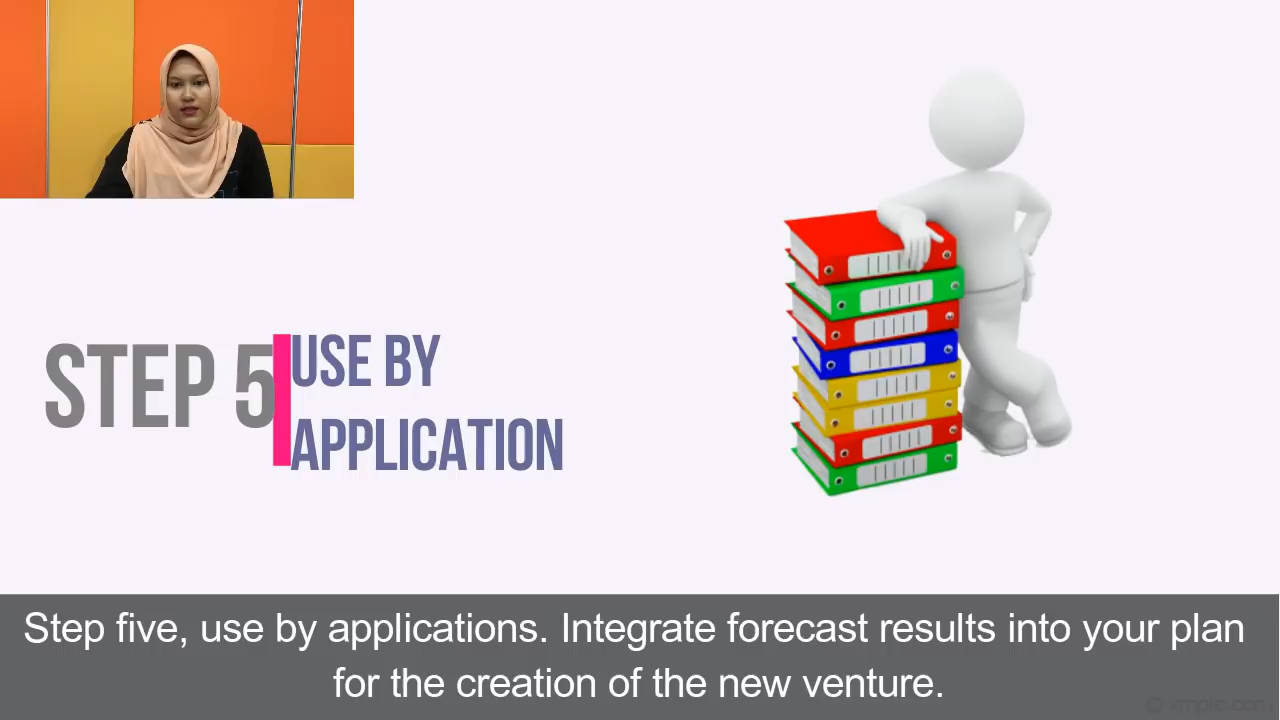 STEP 5
USE BY
APPLICATION
Step five, use by applications. Integrate forecast results into your plan
for the creation of the new venture.